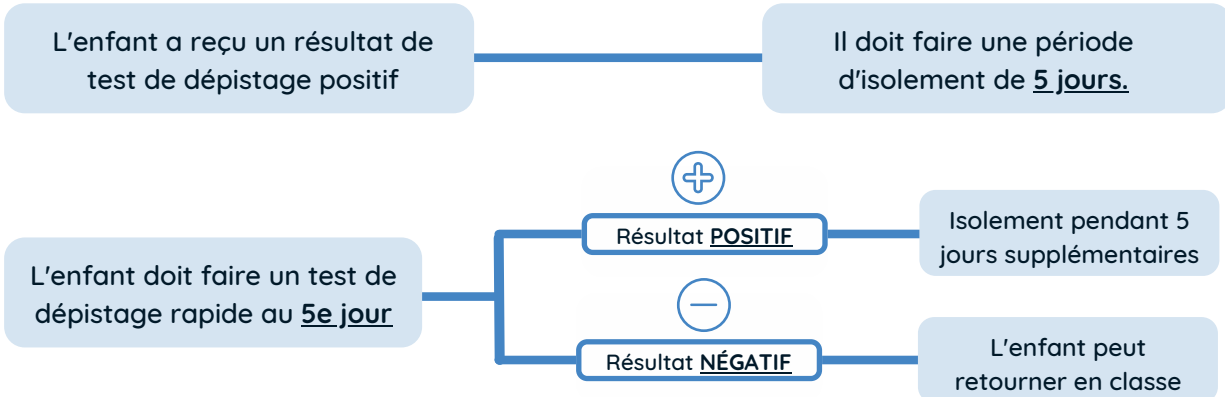 L'enfant a reçu un résultat de
test de dépistage positif
Il doit faire une période
d'isolement de 5 jours.
L'enfant doit faire un test de
dépistage rapide au 5e jour
Résultat POSITIF
Isolement pendant 5
jours supplémentaires
Résultat NÉGATIF
L'enfant peut
retourner en classe